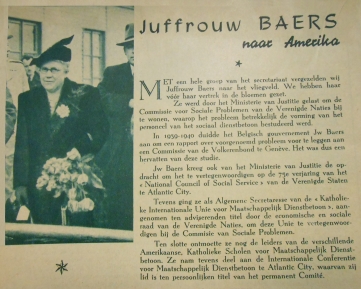 Juffrouw BAERS
naar Amerika
MET een hele groep van het secretariaat vergezelden wij
Juffrouw Baers naar het vliegveld. We hebben haar
vóór haar vertrek in de bloemen gezet.
Ze werd door het Ministerie van Justitie gelast om de
Commissie voor Sociale Problemen van de Verenigde Naties bij
te wonen, waarop het problema betrekkelijk de vorming van het
personeel van het sociaal dienstbetoon bestudeerd werd.
In 1939-1940 duidde het Belgisch gouvernement Jw Baers
aan om een rapport over voorgenoemd probleem voor te leggen aan
een Commissie van de Volkerenbond te Genève. Het was dus een
hervatten van deze studie.
Jw Baers kreeg ook van het Ministerie van Justitie de op-
dracht om het te vertegenwoordigen op de 75e verjaring van het
« National Council of Social Service » van de Verenigde Staten
te Atlantic City.
Tevens ging ze als Algemene Secretaresse van de « Katholie-
ke Internationale Unie voor Maatschappelijk Dienstbetoon », aan-
genomen ten adviserenden titel door de economische en sociale
raad van de Verenigde Naties, om deze Unie te vertegenwoor-
digen bij de Commissie van Sociale Problemen.
Ten slotte ontmoette ze nog de leiders van de verschillende
Amerikaanse, Katholieke Scholen voor Maatschappelijk Dienst-
betoon. Ze nam tevens deel aan de Internationale Conferentie
voor Maatschappelijk Dienstbetoon te Atlantic City, waarvan zij
lid is ten persoonlijken titel van het permanent Comité.